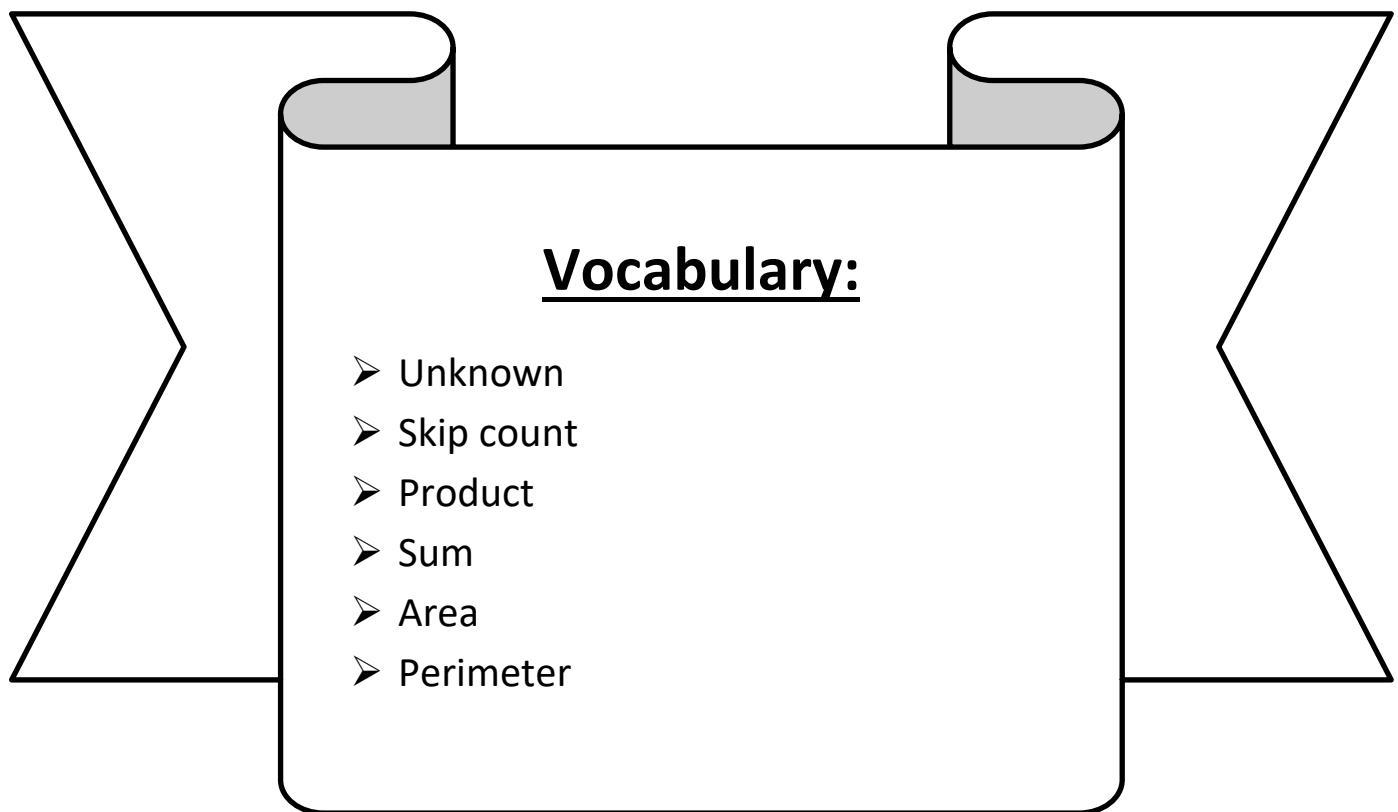 Vocabulary:
➢ Unknown
➢ Skip count
➢ Product
➢ Sum
➢ Area
➢ Perimeter